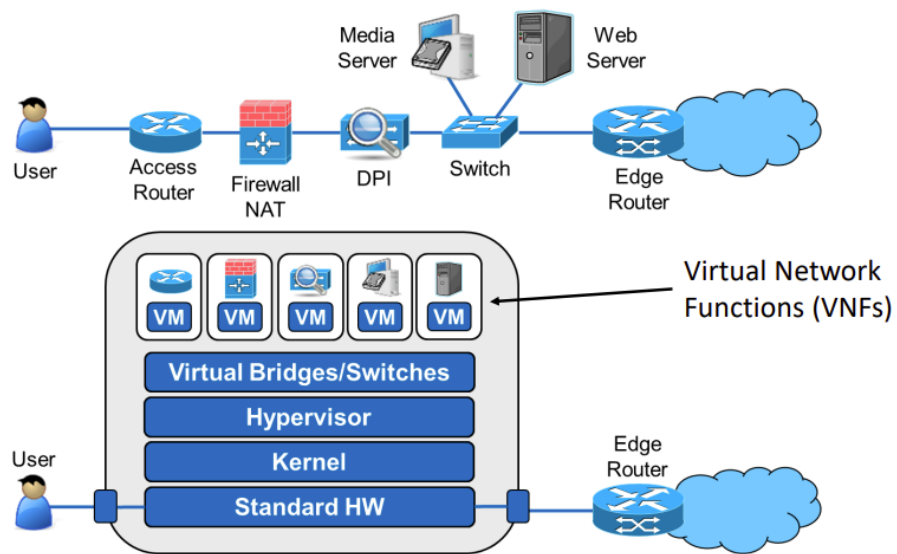 Media
Server
Web
Server
User
Access
Router
Firewall
NAT
DPI
Switch
Edge
Router
VM
VM
VM
VM
VM
Virtual Network
Functions (VNFs)
Virtual Bridges/Switches
Hypervisor
Kernel
Standard HW
User
Edge
Router